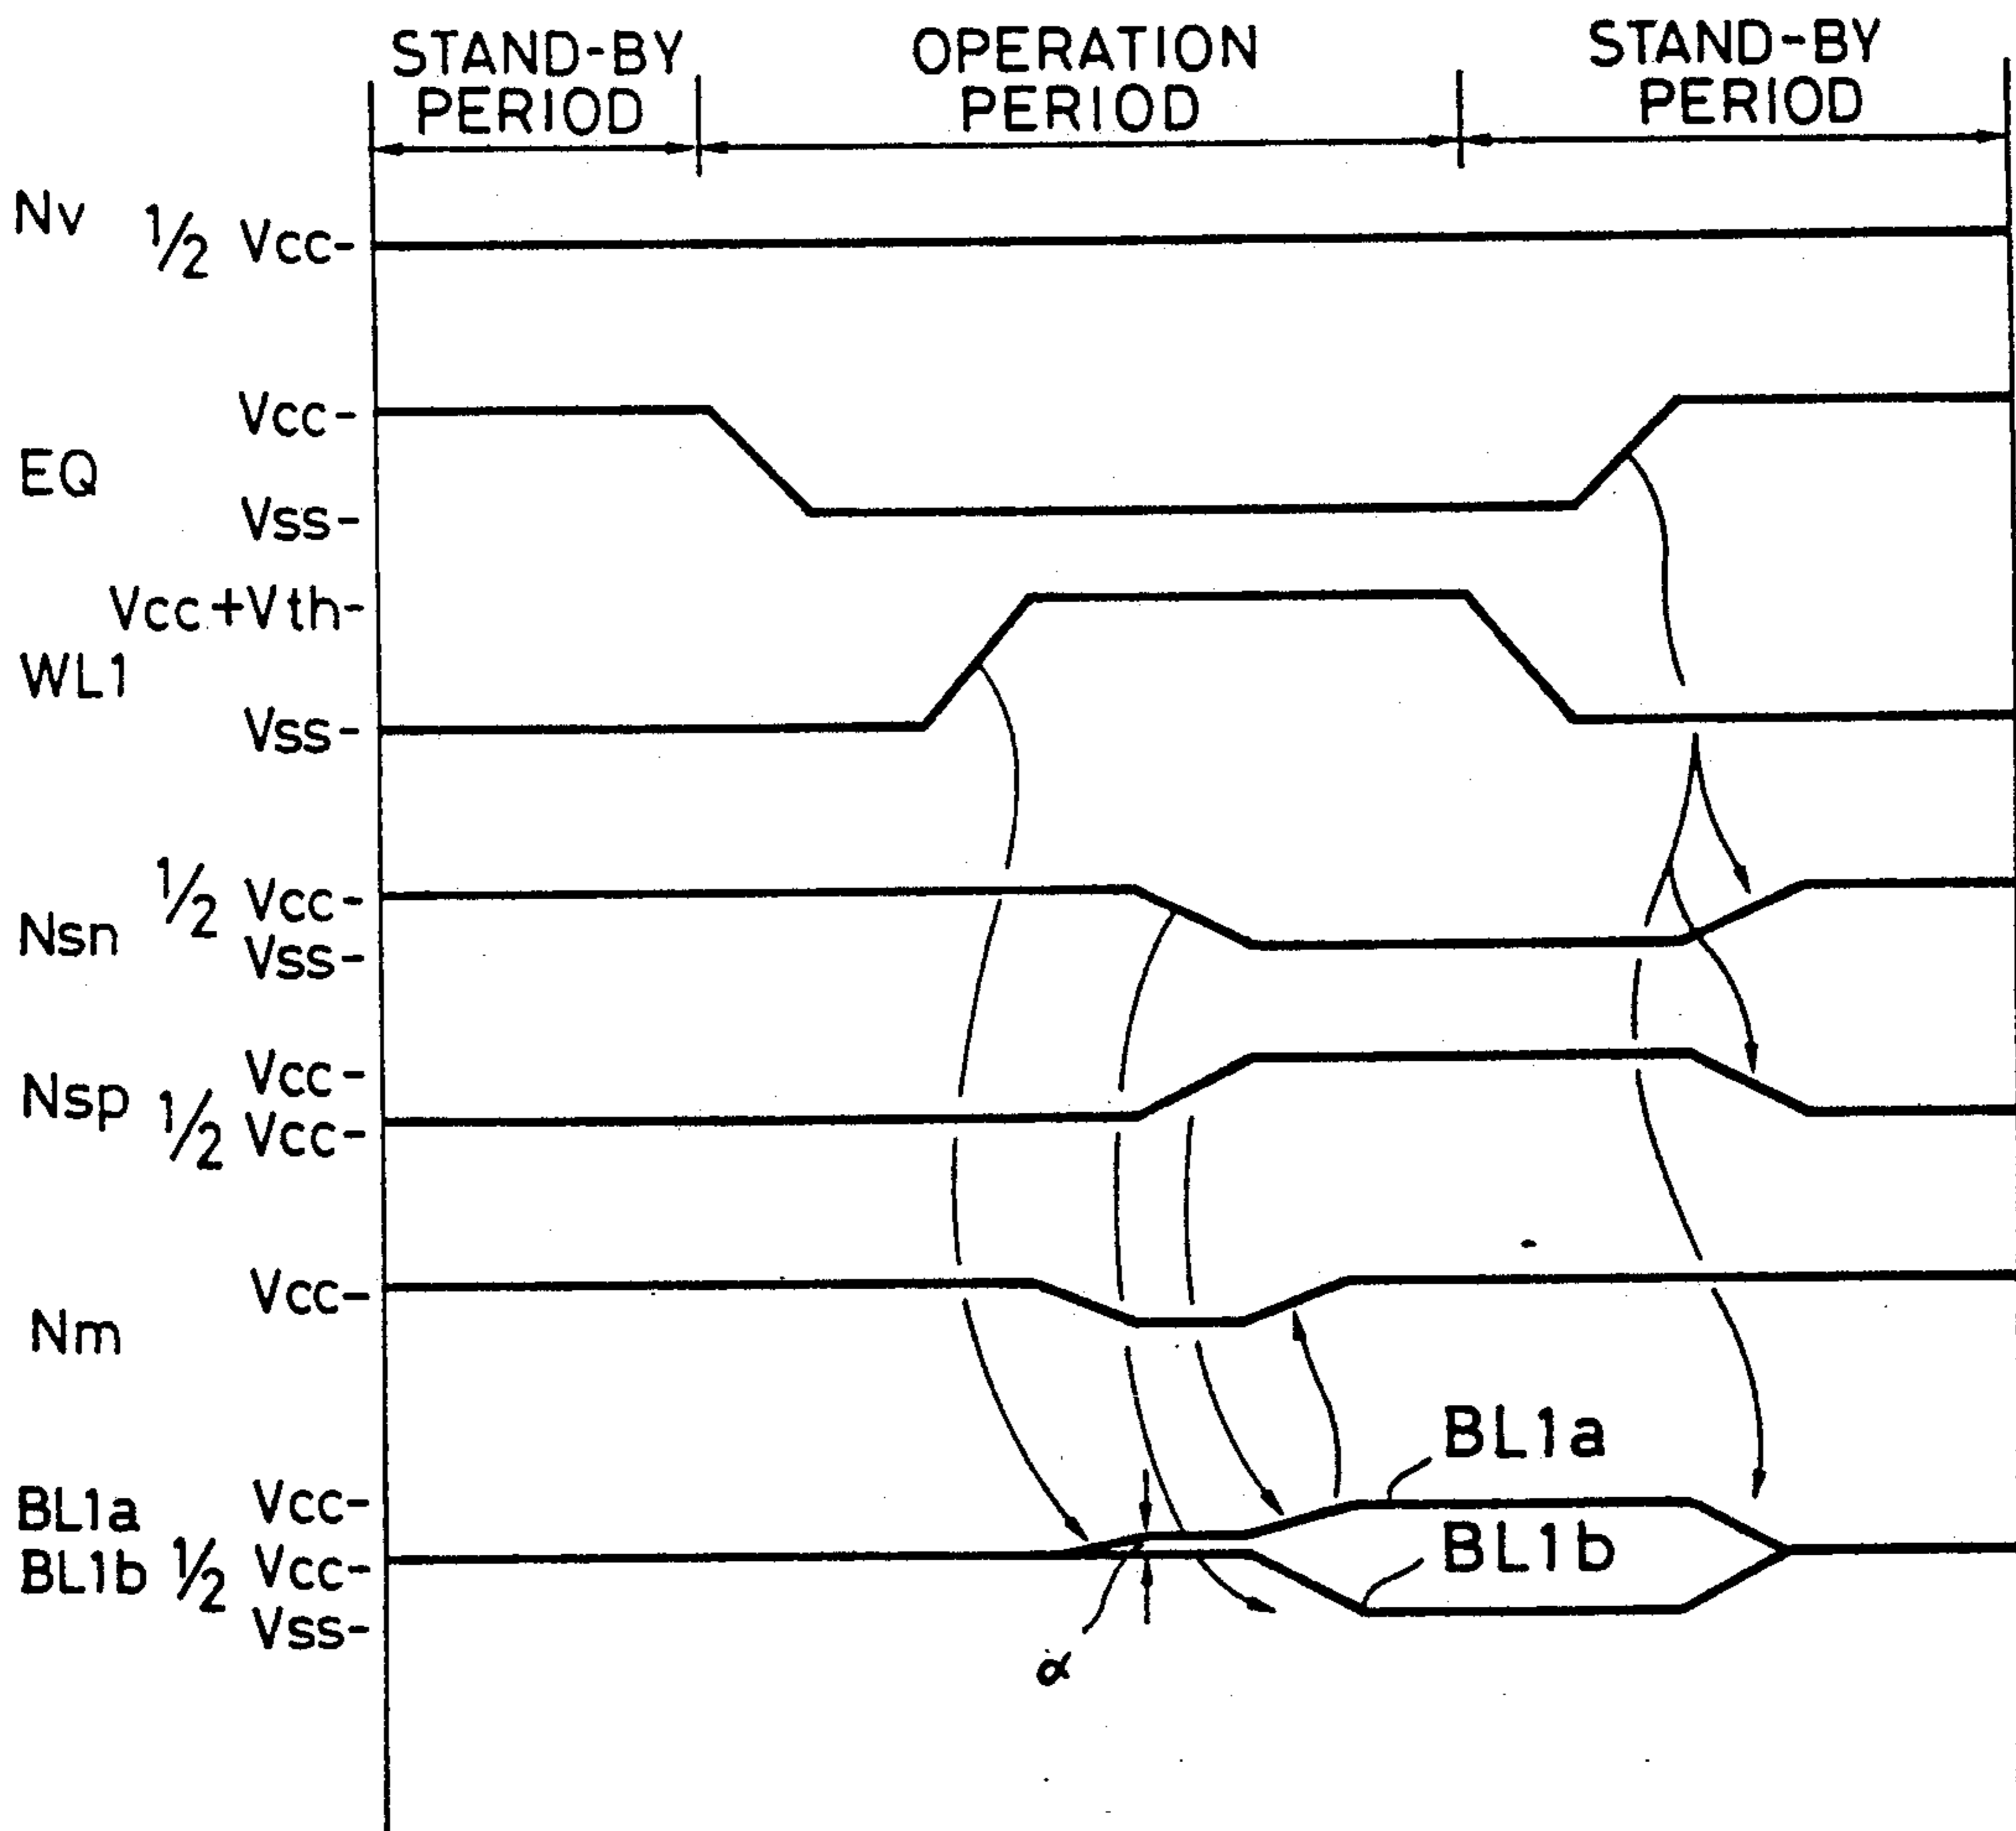 STAND-BY
PERIOD
OPERATION
PERIOD
STAND-BY
PERIOD
Nv 1/2 Vcc-
Vcc-
EQ
Vss-
Vcc+Vth-
WL1
Vss-
1/2 Vcc-
Nsn
Vss-
Vcc-
Nsp 1/2 Vcc-
Vcc-
Nm
BL1a
BL1a Vcc-
BL1b
BL1b 1/2 Vcc-
Vss-
α